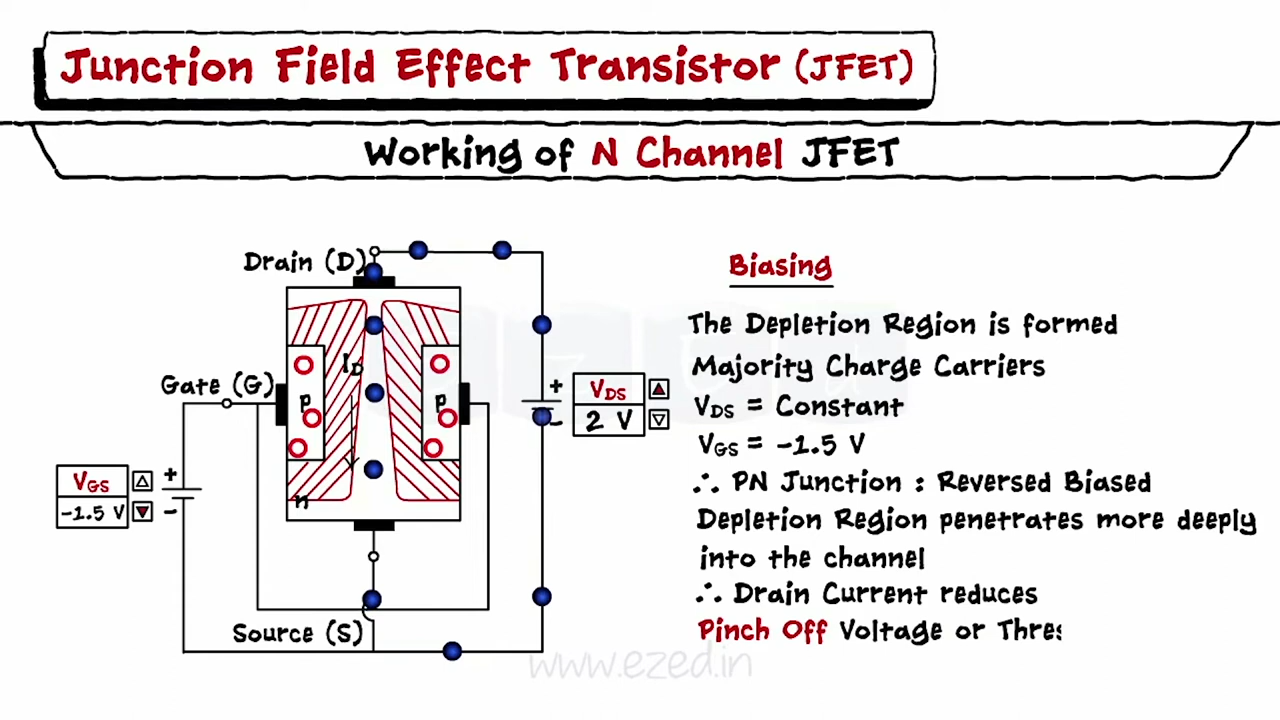 Junction Field Effect Transistor (JFET)
Working of N Channel JFET
Drain (D)
Biasing
The Depletion Region is formed
Majority Charge Carriers
VDS = Constant
VGS = -1.5 V
∴ PN Junction : Reversed Biased
Depletion Region penetrates more deeply
into the channel
∴ Drain Current reduces
Pinch Off Voltage or Thres
ID
Gate (G)
p
p
+
VDS
2 V
-
+
VGS
-1.5 V
-
n
Source (S)
www.ezed.in